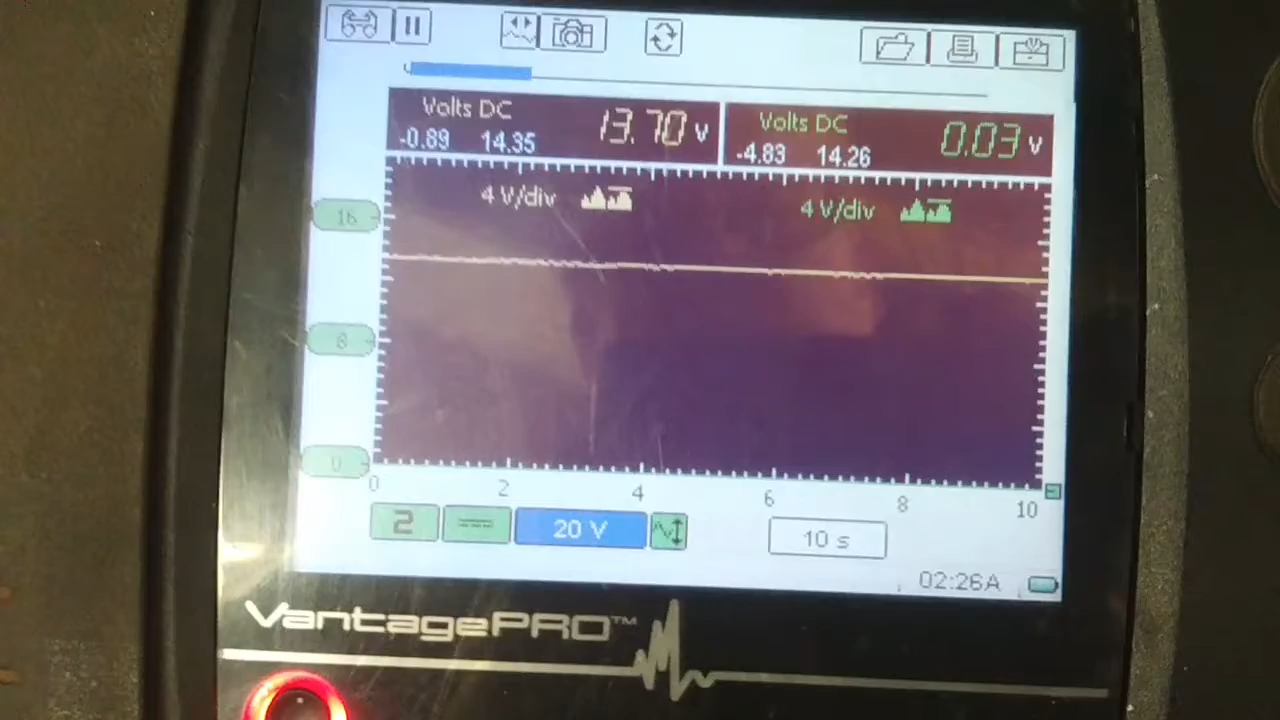 Volts DC
-0.89 14.35 13.70 V
Volts DC
-4.83 14.26 0.03 V
4 V/div
4 V/div
16
8
0
0 2 4 6 8 10
2
20 V
10 s
02:26A
VantagePRO™